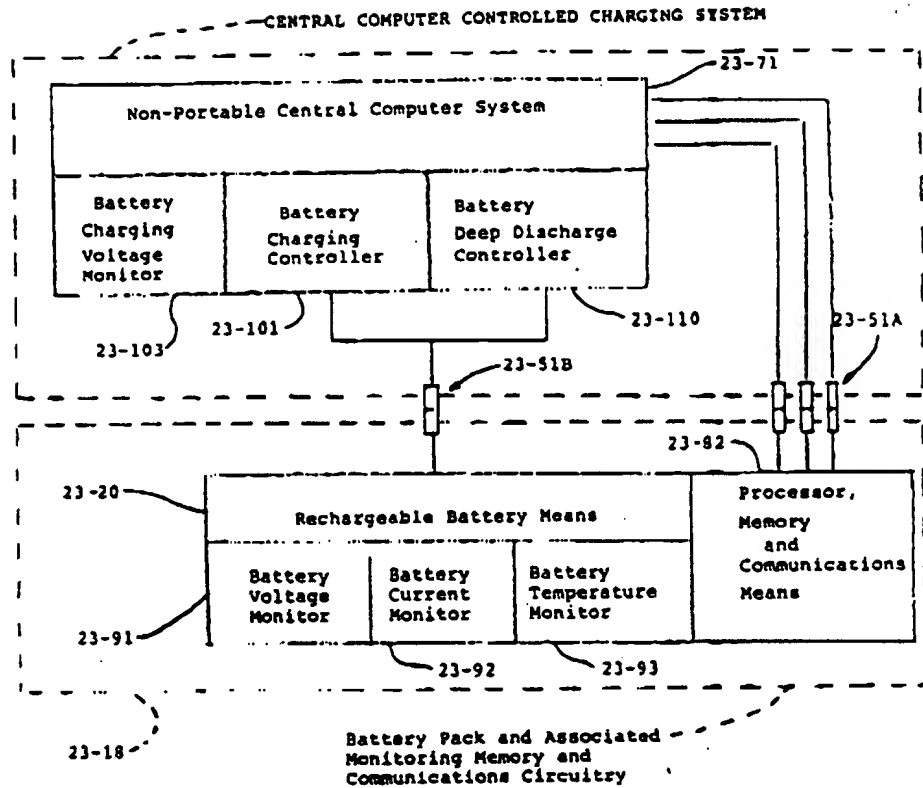 CENTRAL COMPUTER CONTROLLED CHARGING SYSTEM
23-71
Non-Portable Central Computer System
Battery
Charging
Voltage
Monitor
Battery
Charging
Controller
Battery
Deep Discharge
Controller
23-103
23-101
23-110
23-51A
23-51B
23-82
23-20
Rechargeable Battery Means
Processor,
Memory
and
Communications
Means
Battery
Voltage
Monitor
Battery
Current
Monitor
Battery
Temperature
Monitor
23-91
23-92
23-93
23-18
Battery Pack and Associated
Monitoring Memory and
Communications Circuitry